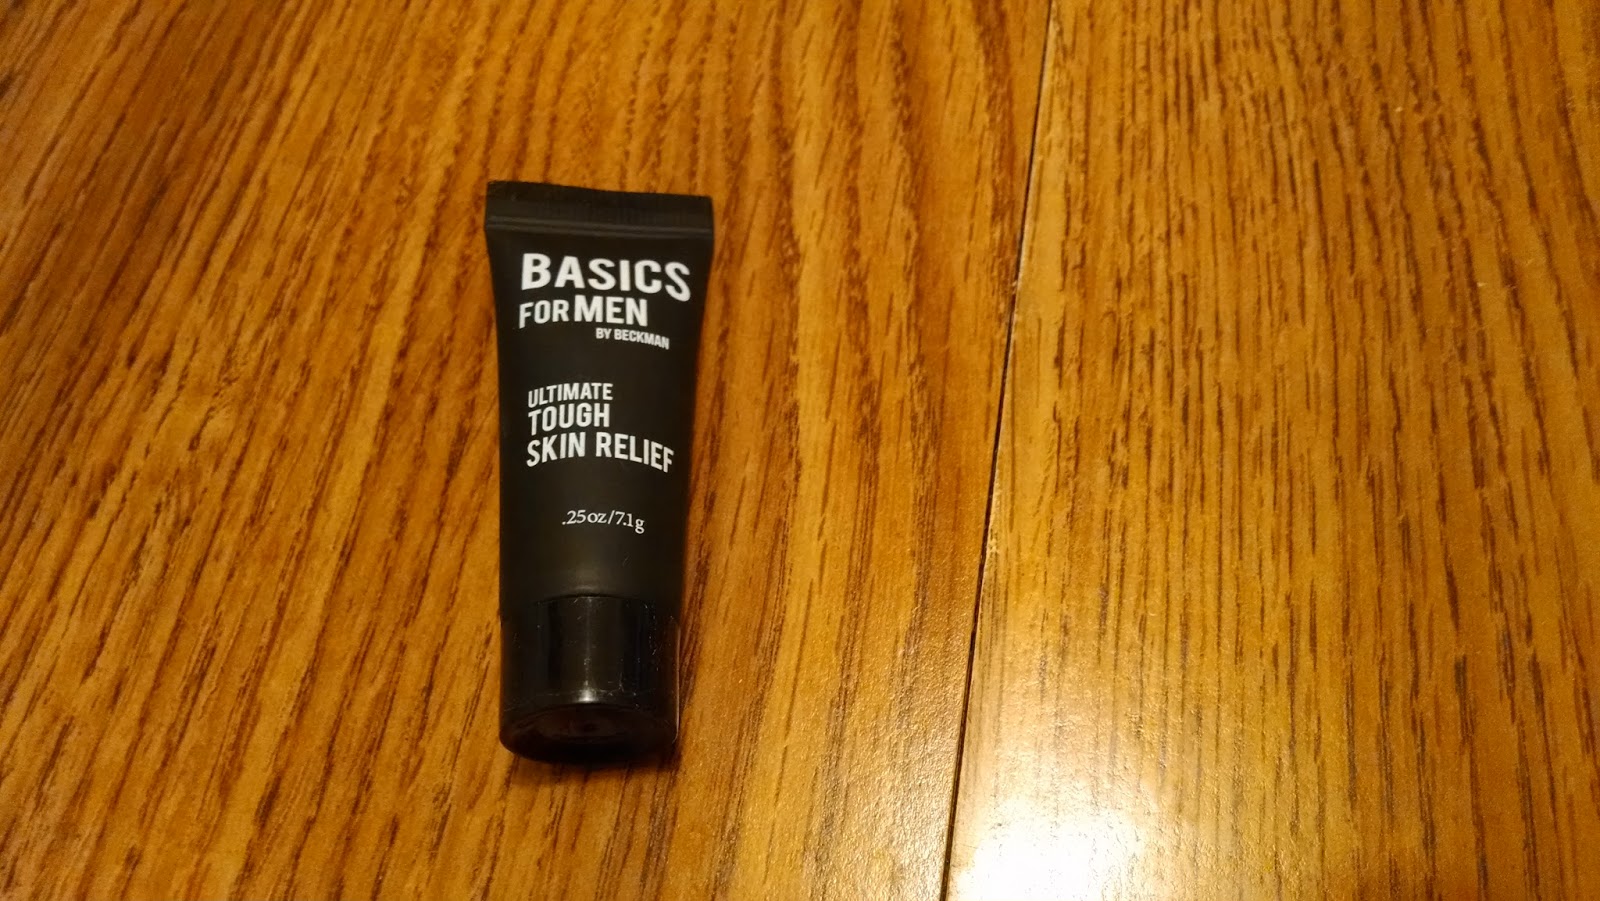 BASICS
FOR MEN
BY BECKMAN
ULTIMATE
TOUGH
SKIN RELIEF
.25oz/7.1g